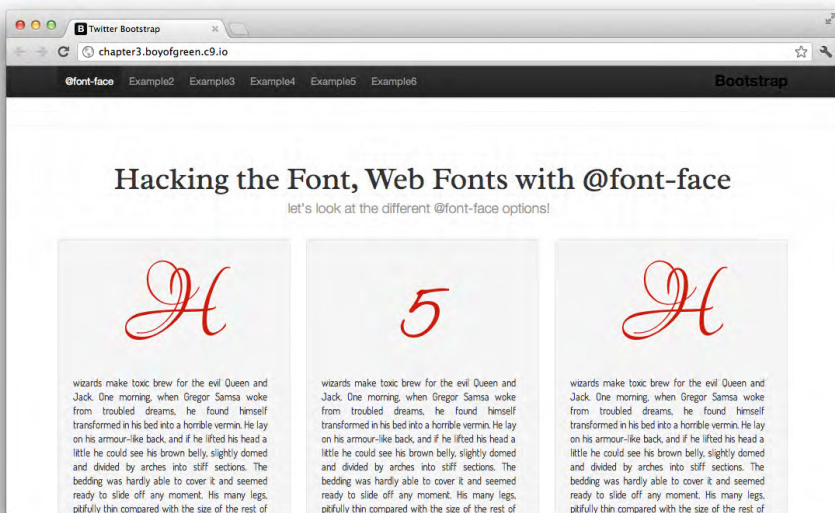 Twitter Bootstrap
chapter3.boyofgreen.c9.io
@font-face Example2 Example3 Example4 Example5 Example6 Bootstrap
Hacking the Font, Web Fonts with @font-face
let's look at the different @font-face options!
H
wizards make toxic brew for the evil Queen and
Jack. One morning, when Gregor Samsa woke
from troubled dreams, he found himself
transformed in his bed into a horrible vermin. He lay
on his armour-like back, and if he lifted his head a
little he could see his brown belly, slightly domed
and divided by arches into stiff sections. The
bedding was hardly able to cover it and seemed
ready to slide off any moment. His many legs,
pitifully thin compared with the size of the rest of
5
wizards make toxic brew for the evil Queen and
Jack. One morning, when Gregor Samsa woke
from troubled dreams, he found himself
transformed in his bed into a horrible vermin. He lay
on his armour-like back, and if he lifted his head a
little he could see his brown belly, slightly domed
and divided by arches into stiff sections. The
bedding was hardly able to cover it and seemed
ready to slide off any moment. His many legs,
pitifully thin compared with the size of the rest of
H
wizards make toxic brew for the evil Queen and
Jack. One morning, when Gregor Samsa woke
from troubled dreams, he found himself
transformed in his bed into a horrible vermin. He lay
on his armour-like back, and if he lifted his head a
little he could see his brown belly, slightly domed
and divided by arches into stiff sections. The
bedding was hardly able to cover it and seemed
ready to slide off any moment. His many legs,
pitifully thin compared with the size of the rest of